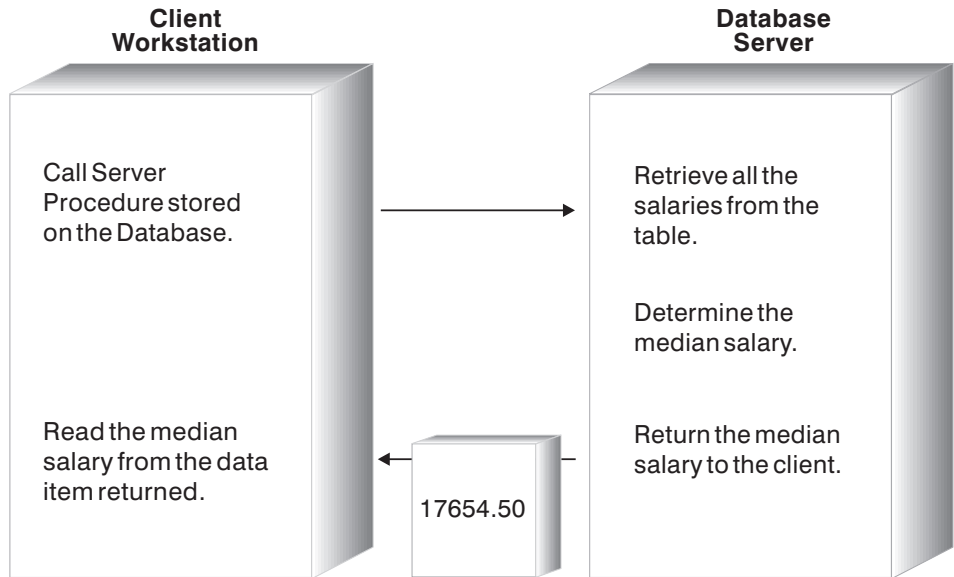 Client
Workstation
Database
Server
Call Server
Procedure stored
on the Database.
Retrieve all the
salaries from the
table.
Determine the
median salary.
Read the median
salary from the data
item returned.
17654.50
Return the median
salary to the client.